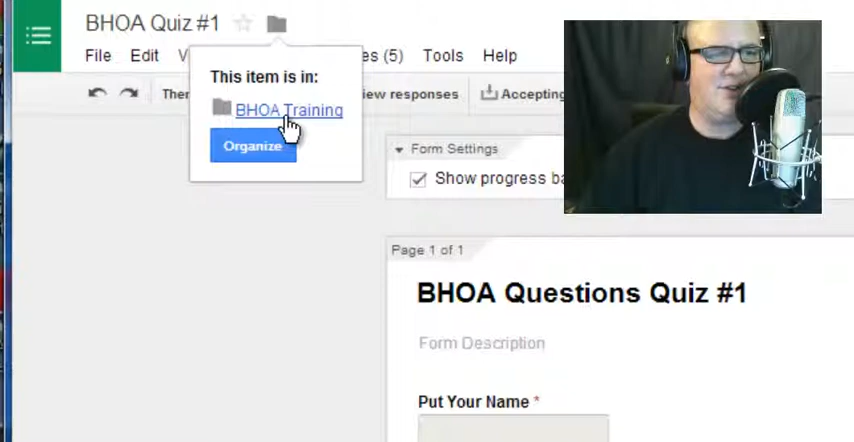 BHOA Quiz #1
File Edit V es (5) Tools Help
This item is in:
BHOA Training
Organize
Ther
iew responses
Accepting
Form Settings
Show progress ba
Page 1 of 1
BHOA Questions Quiz #1
Form Description
Put Your Name *